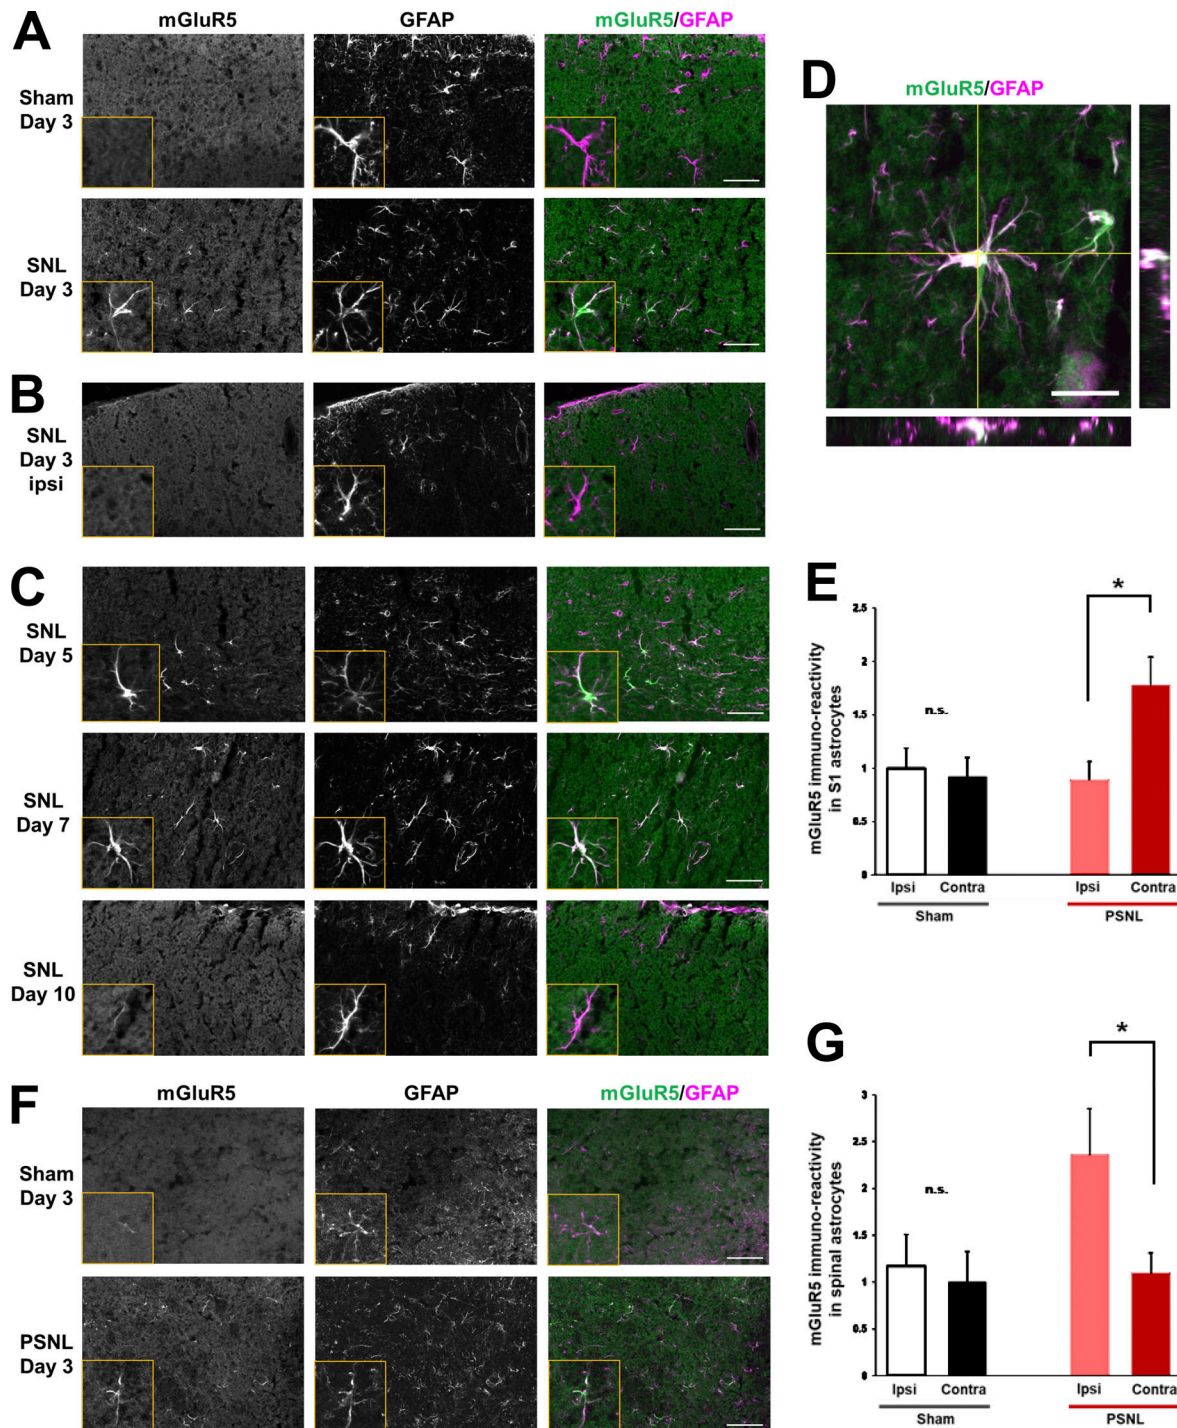 A
mGluR5 GFAP mGluR5/GFAP
Sham
Day 3
SNL
Day 3
B
SNL
Day 3
ipsi
C
SNL
Day 5
SNL
Day 7
SNL
Day 10
F
mGluR5 GFAP mGluR5/GFAP
Sham
Day 3
PSNL
Day 3
D
mGluR5/GFAP
E
mGluR5 immuno-reactivity
in S1 astrocytes
2.5
2
1.5
1
0.5
0
n.s.
*
Ipsi Contra Ipsi Contra
Sham PSNL
G
mGluR5 immuno-reactivity
in spinal astrocytes
3
2.5
2
1.5
1
0.5
0
n.s.
*
Ipsi Contra Ipsi Contra
Sham PSNL